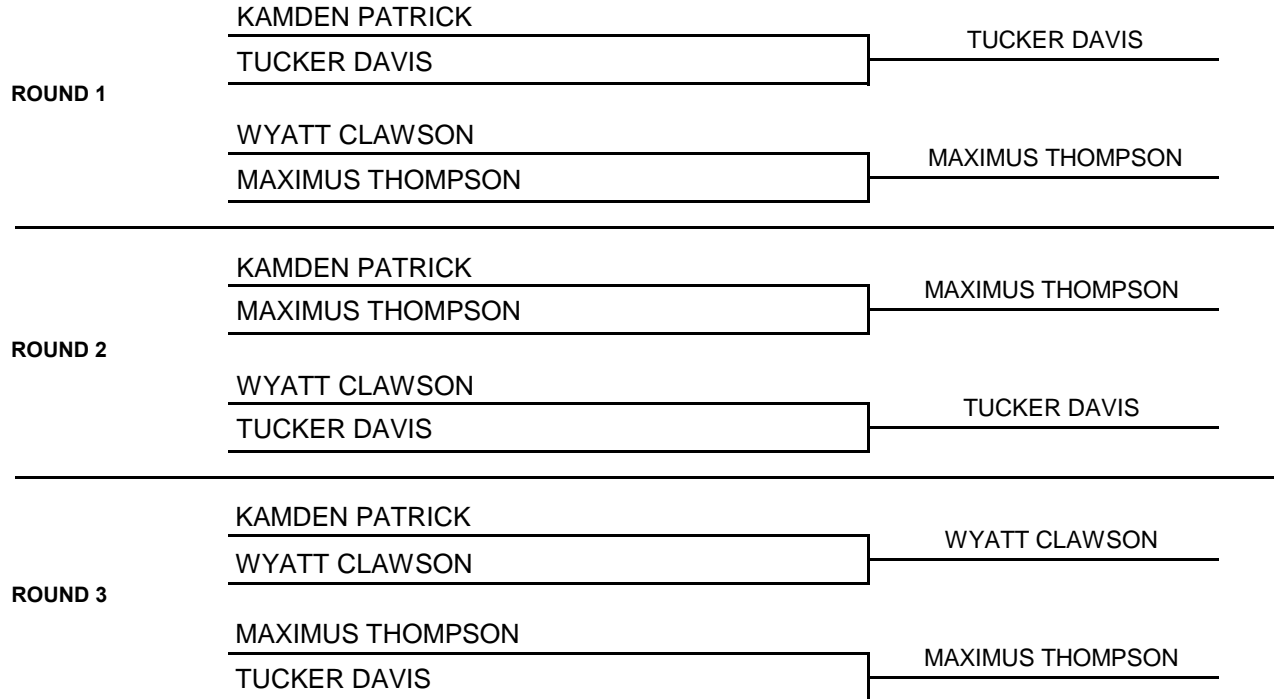 KAMDEN PATRICK
TUCKER DAVIS
TUCKER DAVIS
ROUND 1
WYATT CLAWSON
MAXIMUS THOMPSON
MAXIMUS THOMPSON
KAMDEN PATRICK
MAXIMUS THOMPSON
MAXIMUS THOMPSON
ROUND 2
WYATT CLAWSON
TUCKER DAVIS
TUCKER DAVIS
KAMDEN PATRICK
WYATT CLAWSON
WYATT CLAWSON
ROUND 3
MAXIMUS THOMPSON
MAXIMUS THOMPSON
TUCKER DAVIS